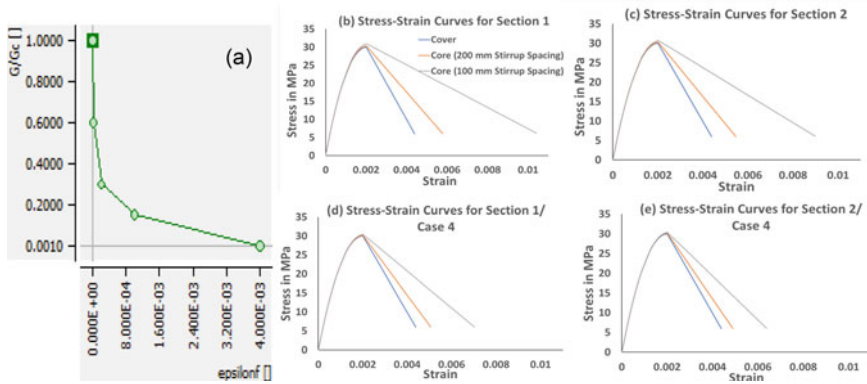 (a)
G/Gc []
1.0000
0.6000
0.4000
0.2000
0.0010
0.000E+00
8.000E-04
1.600E-03
2.400E-03
3.200E-03
4.000E-03
epsilonf []
(b) Stress-Strain Curves for Section 1
Cover
Core (200 mm Stirrup Spacing)
Core (100 mm Stirrup Spacing)
Stress in MPa
35
30
25
20
15
10
5
0
0 0.002 0.004 0.006 0.008 0.01
Strain
(c) Stress-Strain Curves for Section 2
Stress in MPa
35
30
25
20
15
10
5
0
0 0.002 0.004 0.006 0.008 0.01
Strain
(d) Stress-Strain Curves for Section 1/
Case 4
Stress in MPa
35
30
25
20
15
10
5
0
0 0.002 0.004 0.006 0.008 0.01
Strain
(e) Stress-Strain Curves for Section 2/
Case 4
Stress in MPa
35
30
25
20
15
10
5
0
0 0.002 0.004 0.006 0.008 0.01
Strain